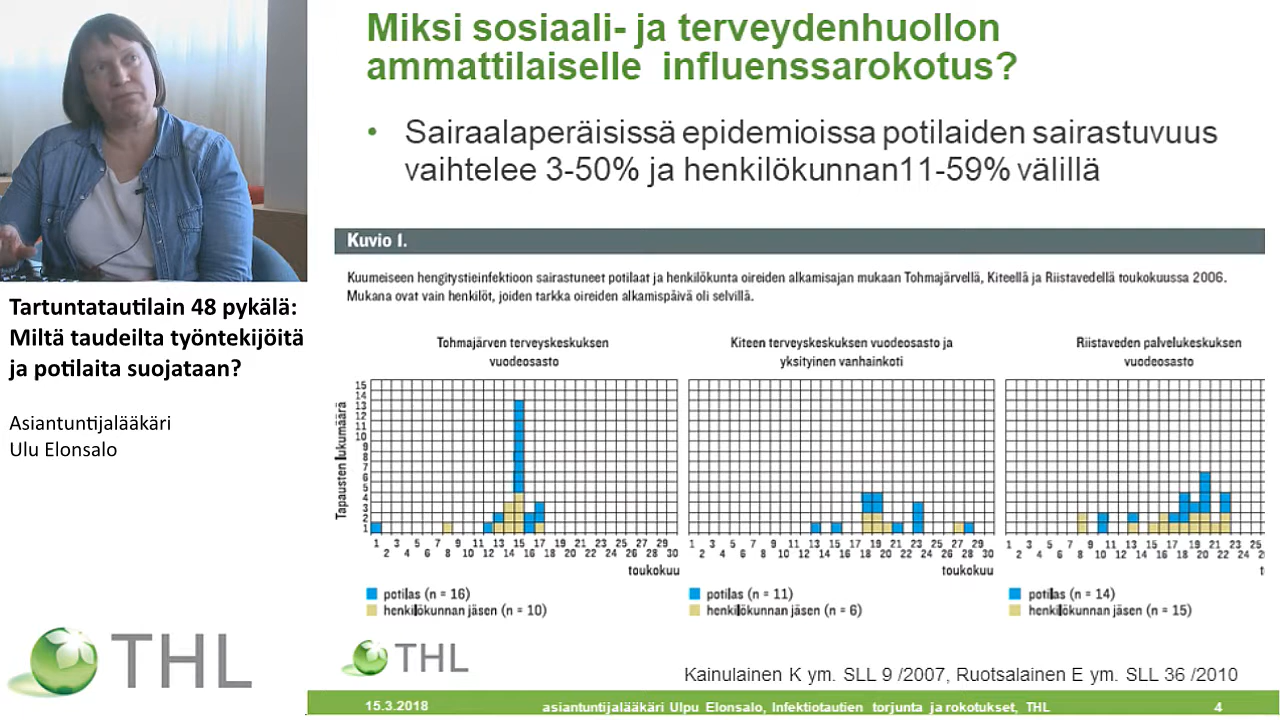 Miksi sosiaali- ja terveydenhuollon
ammattilaiselle influenssarokotus?
• Sairaalaperäisissä epidemioissa potilaiden sairastuvuus
vaihtelee 3-50% ja henkilökunnan11-59% välillä
Kuvio 1.
Kuumeiseen hengitystieinfektioon sairastuneet potilaat ja henkilökunta oireiden alkamisajan mukaan Tohmajärvellä, Kiteellä ja Riistavedellä toukokuussa 2006.
Mukana ovat vain henkilöt, joiden tarkka oireiden alkamispäivä oli selvillä.
Tohmajärven terveyskeskuksen
vuodeosasto
Tapausten lukumäärä
15
14
13
12
11
10
9
8
7
6
5
4
3
2
1
1 3 5 7 9 11 13 15 17 19 21 23 25 27 29
2 4 6 8 10 12 14 16 18 20 22 24 26 28 30
toukokuu
potilas (n = 16)
henkilökunnan jäsen (n = 10)
Kiteen terveyskeskuksen vuodeosasto ja
yksityinen vanhainkoti
1 3 5 7 9 11 13 15 17 19 21 23 25 27 29
2 4 6 8 10 12 14 16 18 20 22 24 26 28 30
toukokuu
potilas (n = 11)
henkilökunnan jäsen (n = 6)
Riistaveden palvelukeskuksen
vuodeosasto
1 3 5 7 9 11 13 15 17 19 21 23 25
2 4 6 8 10 12 14 16 18 20 22 24
potilas (n = 14)
henkilökunnan jäsen (n = 15)
THL
Kainulainen K ym. SLL 9 /2007, Ruotsalainen E ym. SLL 36 /2010
15.3.2018
asiantuntijalääkäri Ulpu Elonsalo, Infektiotautien torjunta ja rokotukset, THL
4
Tartuntatautilain 48 pykälä:
Miltä taudeilta työntekijöitä
ja potilaita suojataan?
Asiantuntijalääkäri
Ulu Elonsalo
THL